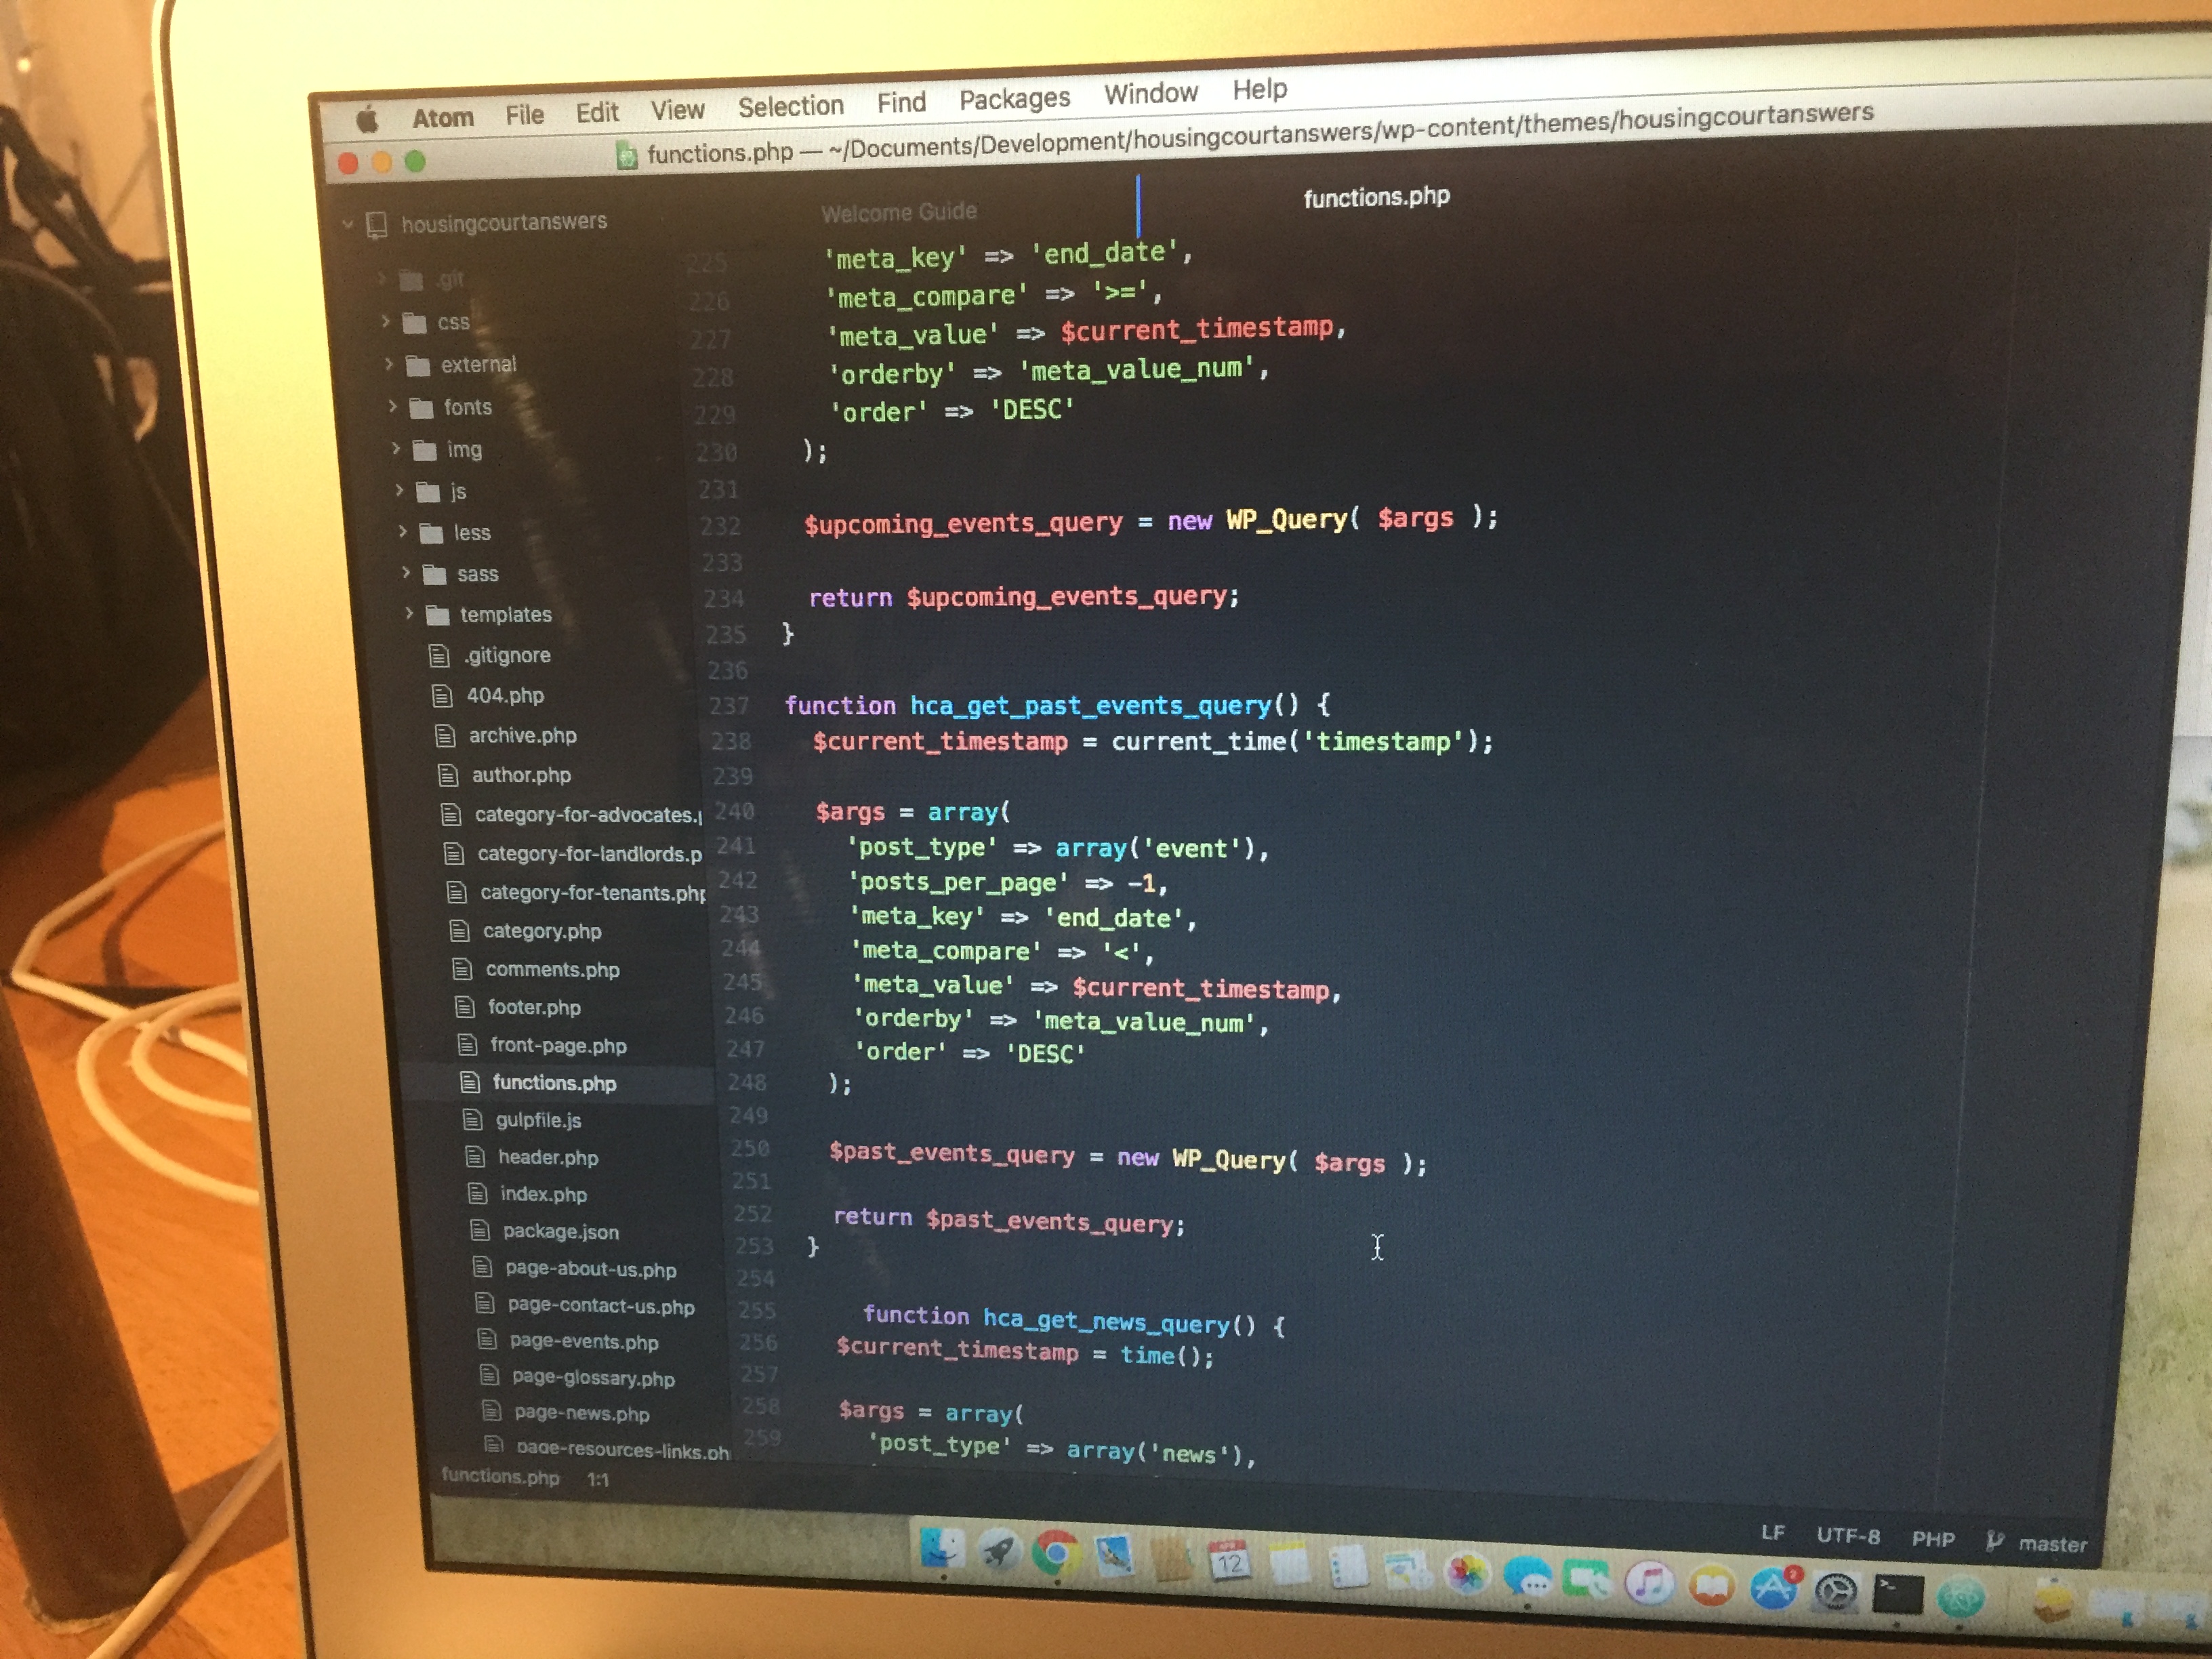 Atom File Edit View Selection Find Packages Window Help
functions.php — ~/Documents/Development/housingcourtanswers/wp-content/themes/housingcourtanswers
housingcourtanswers
.git
css
external
fonts
img
js
less
sass
templates
.gitignore
404.php
archive.php
author.php
category-for-advocates.
category-for-landlords.p
category-for-tenants.php
category.php
comments.php
footer.php
front-page.php
functions.php
gulpfile.js
header.php
index.php
package.json
page-about-us.php
page-contact-us.php
page-events.php
page-glossary.php
page-news.php
page-resources-links.ph
Welcome Guide functions.php
225 'meta_key' => 'end_date',
226 'meta_compare' => '>=',
227 'meta_value' => $current_timestamp,
228 'orderby' => 'meta_value_num',
229 'order' => 'DESC'
230 );
231
232 $upcoming_events_query = new WP_Query( $args );
233
234 return $upcoming_events_query;
235 }
236
237 function hca_get_past_events_query() {
238 $current_timestamp = current_time('timestamp');
239
240 $args = array(
241 'post_type' => array('event'),
242 'posts_per_page' => -1,
243 'meta_key' => 'end_date',
244 'meta_compare' => '<',
245 'meta_value' => $current_timestamp,
246 'orderby' => 'meta_value_num',
247 'order' => 'DESC'
248 );
249
250 $past_events_query = new WP_Query( $args );
251
252 return $past_events_query;
253 }
254
255 function hca_get_news_query() {
256 $current_timestamp = time();
257
258 $args = array(
259 'post_type' => array('news'),
functions.php 1:1
LF UTF-8 PHP master
APR
12
2